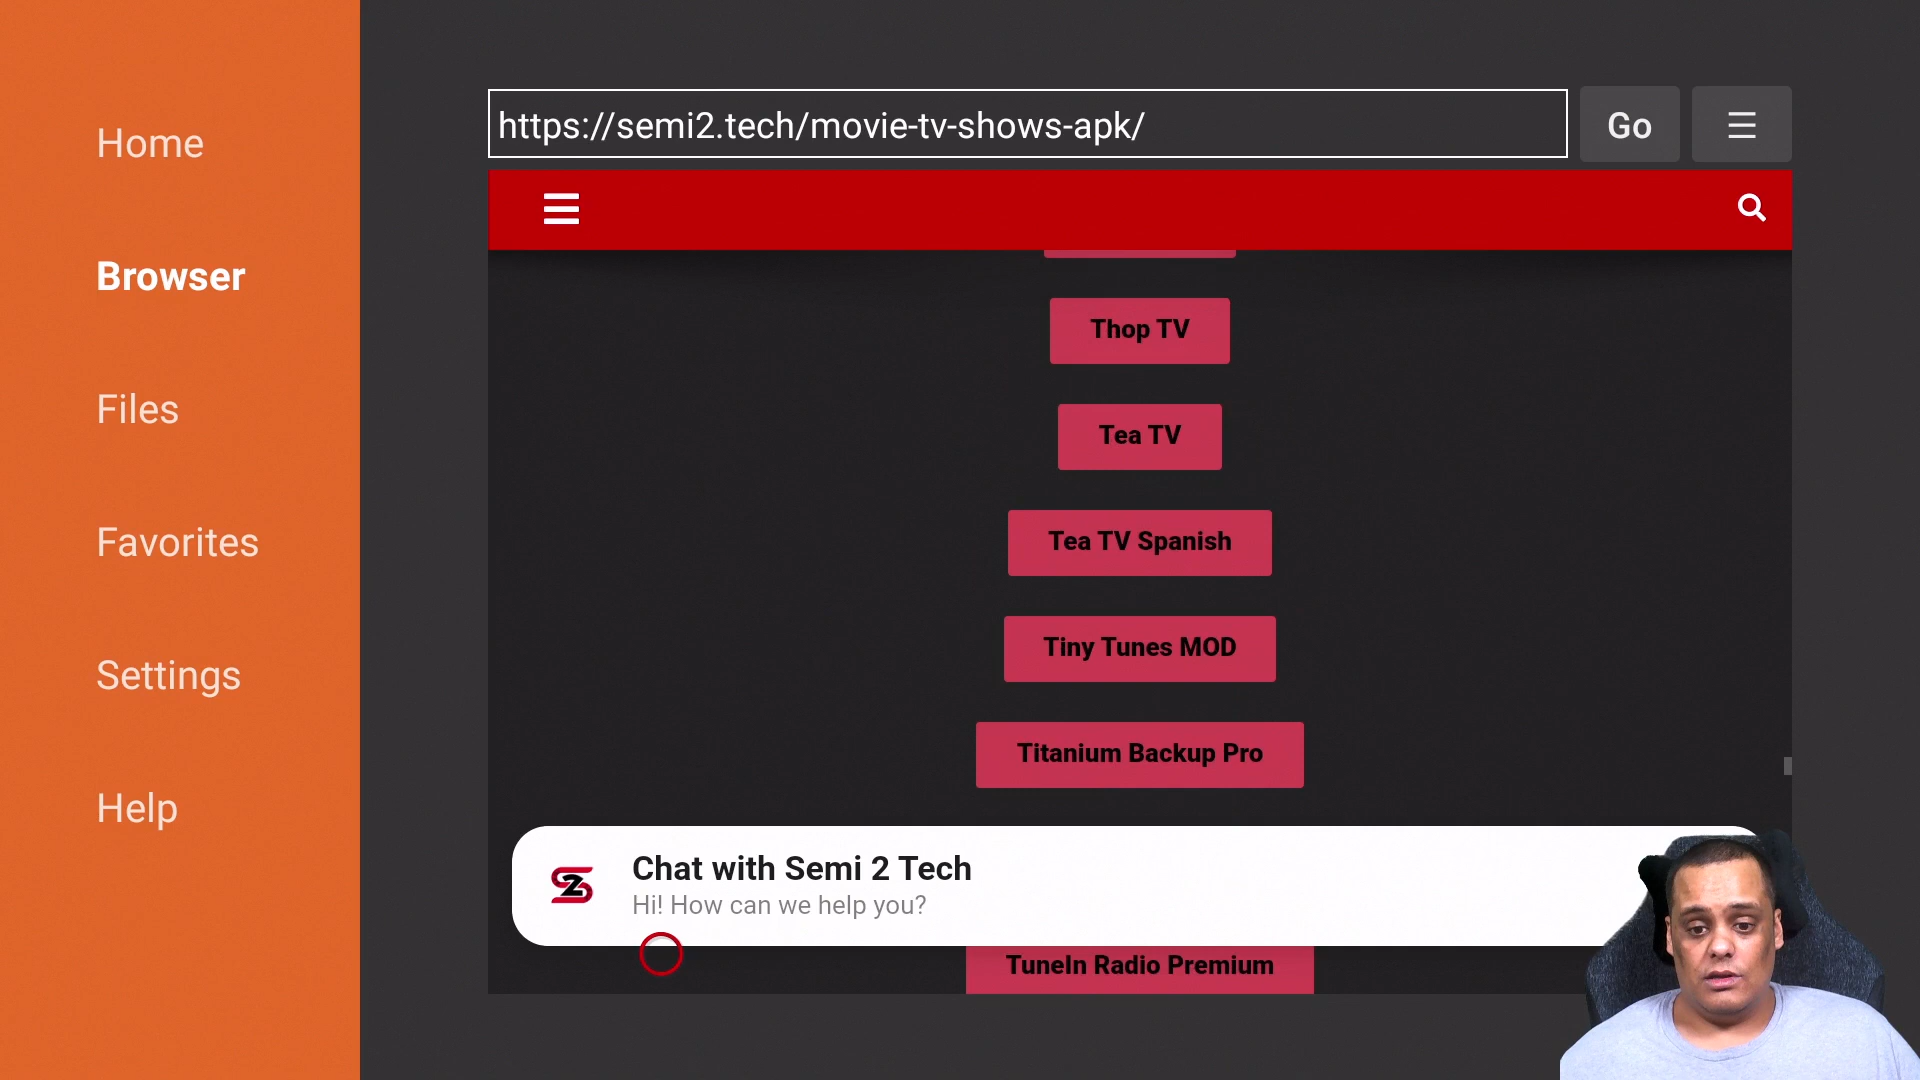 Home
Browser
Files
Favorites
Settings
Help
https://semi2.tech/movie-tv-shows-apk/
Go
Thop TV
Tea TV
Tea TV Spanish
Tiny Tunes MOD
Titanium Backup Pro
S2
Chat with Semi 2 Tech
Hi! How can we help you?
TuneIn Radio Premium